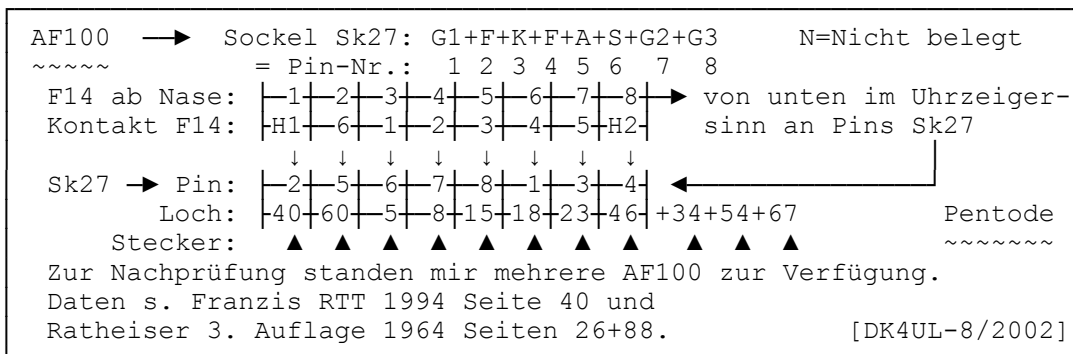 AF100 ──► Sockel Sk27: G1+F+K+F+A+S+G2+G3 N=Nicht belegt
~~~~~ = Pin-Nr.: 1 2 3 4 5 6 7 8
F14 ab Nase: ├─1┼─2┼─3┼─4┼─5┼─6┼─7┼─8┼─► von unten im Uhrzeiger-
Kontakt F14: ├H1┼─6┼─1┼─2┼─3┼─4┼─5┼H2┤ sinn an Pins Sk27
↓ ↓ ↓ ↓ ↓ ↓ ↓ ↓
Sk27 ─► Pin: ├─2┼─5┼─6┼─7┼─8┼─1┼─3┼─4┤ ◄
Loch: ├40┼60┼─5┼─8┼15┼18┼23┼46┤+34+54+67 Pentode
Stecker: ▲ ▲ ▲ ▲ ▲ ▲ ▲ ▲ ▲ ▲ ▲ ~~~~~~~
Zur Nachprüfung standen mir mehrere AF100 zur Verfügung.
Daten s. Franzis RTT 1994 Seite 40 und
Ratheiser 3. Auflage 1964 Seiten 26+88. [DK4UL-8/2002]